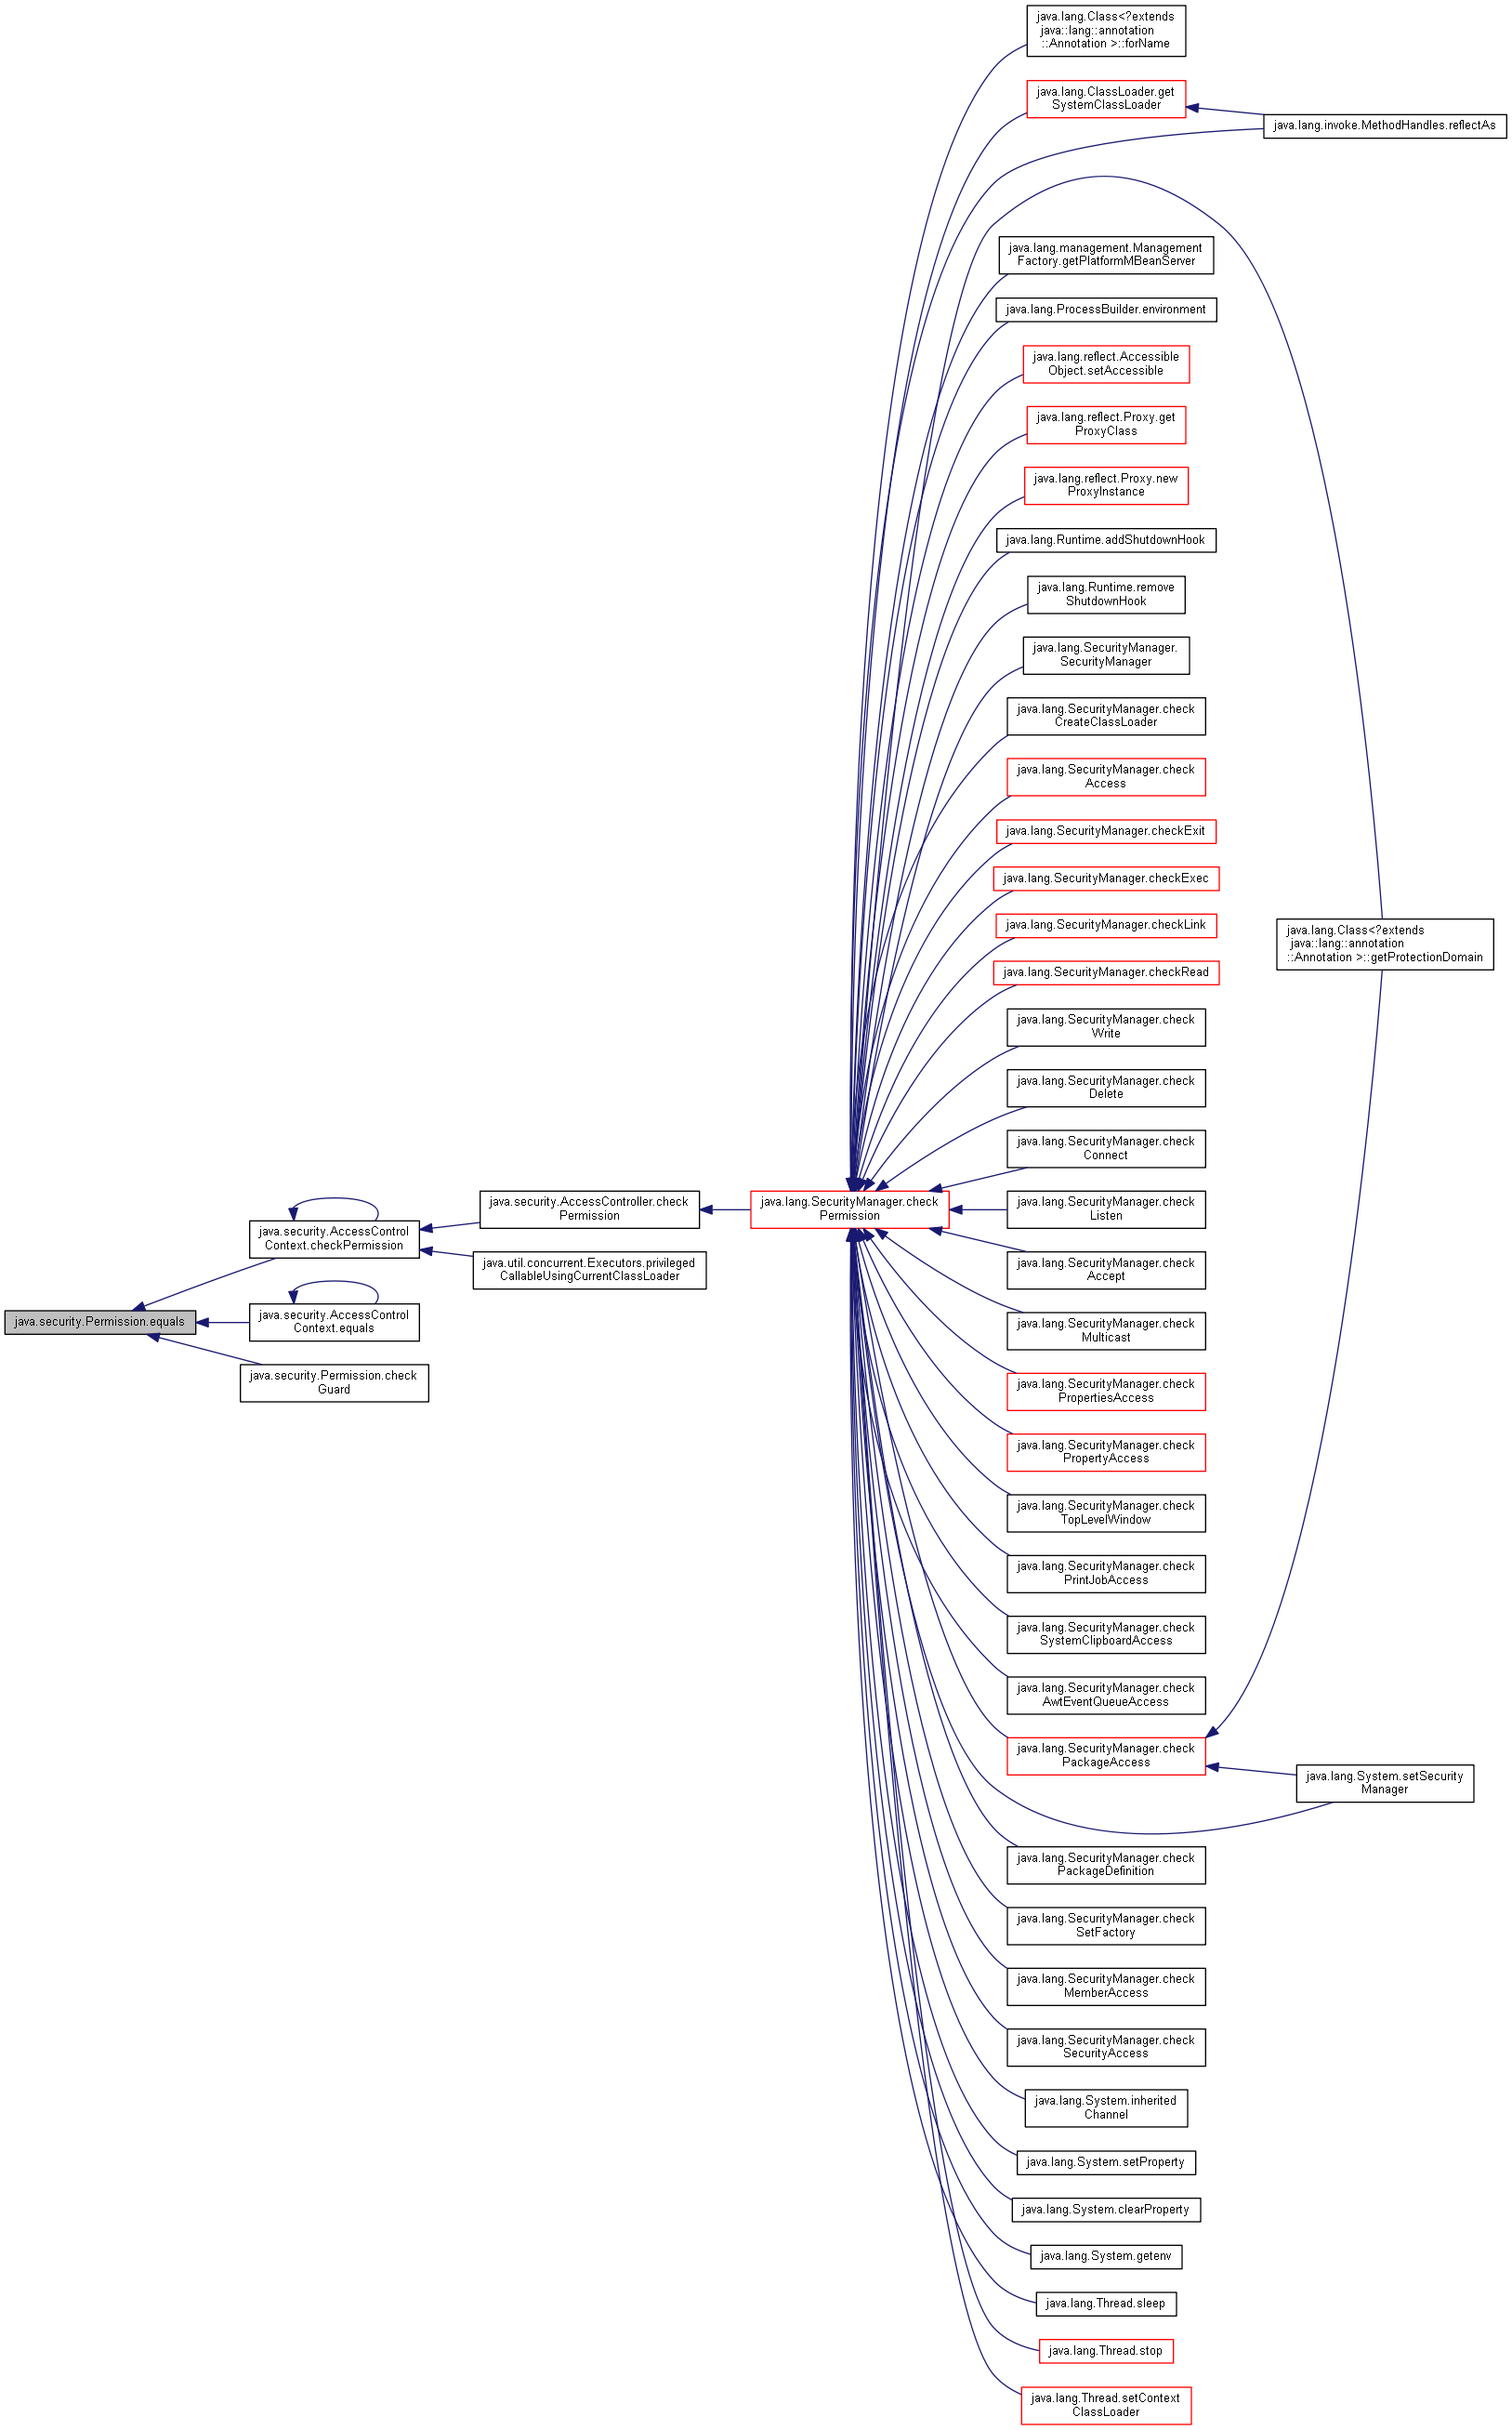 java.lang.Class<?extends
java::lang::annotation
::Annotation >::forName
java.lang.ClassLoader.get
SystemClassLoader
java.lang.invoke.MethodHandles.reflectAs
java.lang.management.Management
Factory.getPlatformMBeanServer
java.lang.ProcessBuilder.environment
java.lang.reflect.Accessible
Object.setAccessible
java.lang.reflect.Proxy.get
ProxyClass
java.lang.reflect.Proxy.new
ProxyInstance
java.lang.Runtime.addShutdownHook
java.lang.Runtime.remove
ShutdownHook
java.lang.SecurityManager.
SecurityManager
java.lang.SecurityManager.check
CreateClassLoader
java.lang.SecurityManager.check
Access
java.lang.SecurityManager.checkExit
java.lang.SecurityManager.checkExec
java.lang.SecurityManager.checkLink
java.lang.Class<?extends
java::lang::annotation
::Annotation >::getProtectionDomain
java.lang.SecurityManager.checkRead
java.lang.SecurityManager.check
Write
java.lang.SecurityManager.check
Delete
java.lang.SecurityManager.check
Connect
java.security.AccessController.check
Permission
java.lang.SecurityManager.check
Permission
java.lang.SecurityManager.check
Listen
java.security.AccessControl
Context.checkPermission
java.util.concurrent.Executors.privileged
CallableUsingCurrentClassLoader
java.lang.SecurityManager.check
Accept
java.security.Permission.equals
java.security.AccessControl
Context.equals
java.lang.SecurityManager.check
Multicast
java.security.Permission.check
Guard
java.lang.SecurityManager.check
PropertiesAccess
java.lang.SecurityManager.check
PropertyAccess
java.lang.SecurityManager.check
TopLevelWindow
java.lang.SecurityManager.check
PrintJobAccess
java.lang.SecurityManager.check
SystemClipboardAccess
java.lang.SecurityManager.check
AwtEventQueueAccess
java.lang.SecurityManager.check
PackageAccess
java.lang.System.setSecurity
Manager
java.lang.SecurityManager.check
PackageDefinition
java.lang.SecurityManager.check
SetFactory
java.lang.SecurityManager.check
MemberAccess
java.lang.SecurityManager.check
SecurityAccess
java.lang.System.inherited
Channel
java.lang.System.setProperty
java.lang.System.clearProperty
java.lang.System.getenv
java.lang.Thread.sleep
java.lang.Thread.stop
java.lang.Thread.setContext
ClassLoader